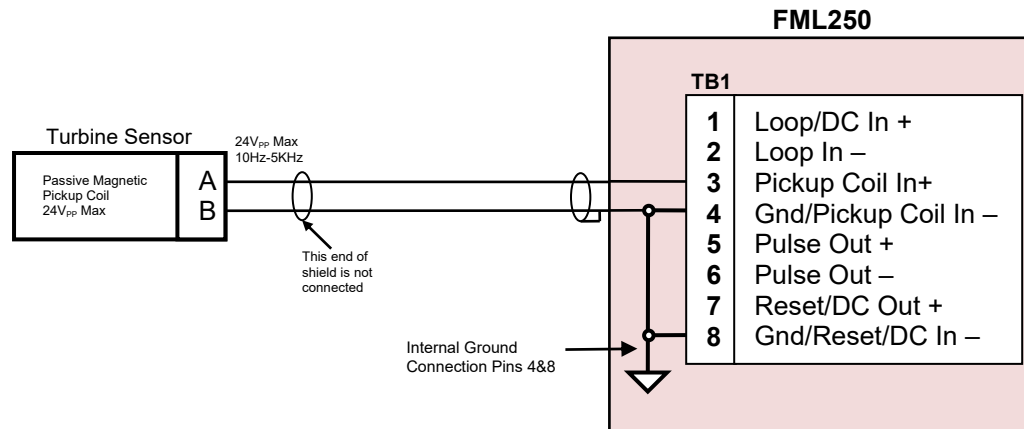 FML250
TB1
1 Loop/DC In +
2 Loop In –
3 Pickup Coil In+
4 Gnd/Pickup Coil In –
5 Pulse Out +
6 Pulse Out –
7 Reset/DC Out +
8 Gnd/Reset/DC In –
Turbine Sensor
Passive Magnetic
Pickup Coil
24VPP Max
A
B
24VPP Max
10Hz-5KHz
This end of
shield is not
connected
Internal Ground
Connection Pins 4&8